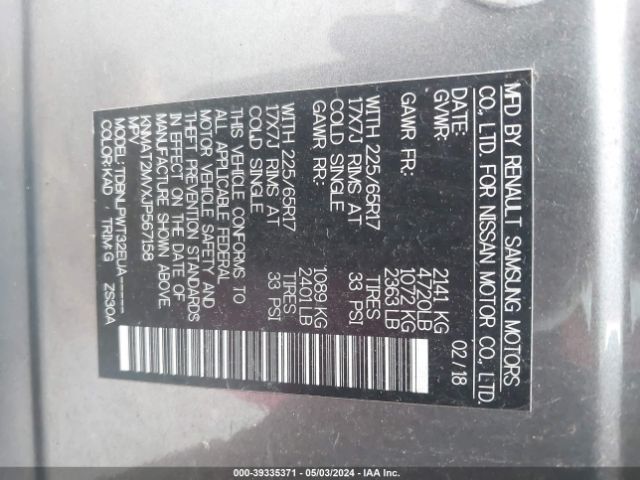 MFD BY RENAULT SAMSUNG MOTORS
CO., LTD. FOR NISSAN MOTOR CO., LTD.
DATE: 02/18
GVWR: 2141 KG
4720LB
GAWR FR: 1072 KG
2363 LB
WITH 225/65R17 TIRES
17X7J RIMS AT 33 PSI
COLD SINGLE
GAWR RR: 1089 KG
2401 LB
WITH 225/65R17 TIRES
17X7J RIMS AT 33 PSI
COLD SINGLE
THIS VEHICLE CONFORMS TO
ALL APPLICABLE FEDERAL
MOTOR VEHICLE SAFETY AND
THEFT PREVENTION STANDARDS
IN EFFECT ON THE DATE OF
MANUFACTURE SHOWN ABOVE.
KNMAT2MVXJP567158
MPV
MODEL: TDBNLPWT32EUA-----
COLOR:KAD TRIM:G ZS30A
000-39335371 - 05/03/2024 - IAA Inc.